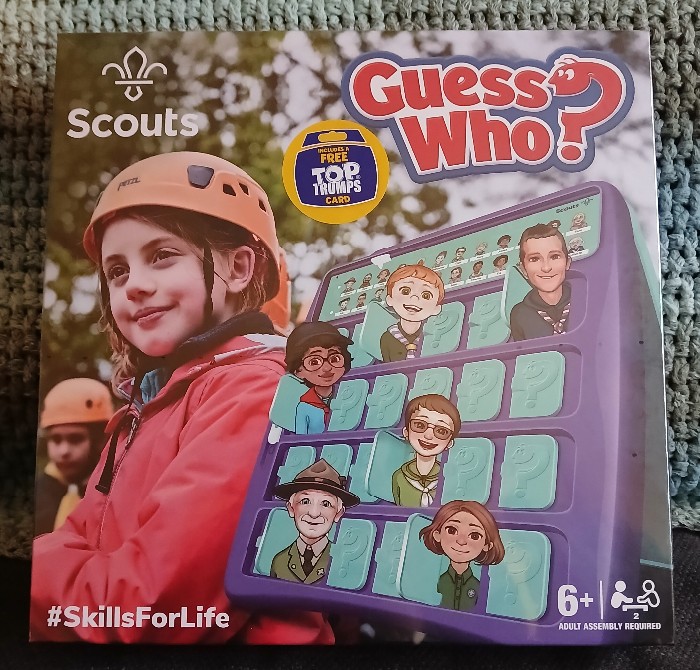 Scouts
GUESS
WHO?
INCLUDES A
FREE
TOP
TRUMPS
CARD
PETZL
Scouts
#SkillsForLife
6+
2
ADULT ASSEMBLY REQUIRED